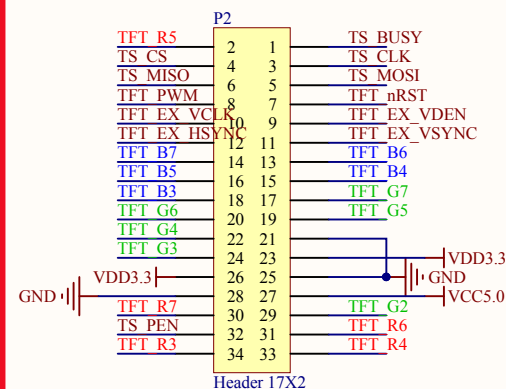 P2
TFT_R5 2 1 TS_BUSY
TS_CS 4 3 TS_CLK
TS_MISO 6 5 TS_MOSI
TFT_PWM 8 7 TFT_nRST
TFT_EX_VCLK 10 9 TFT_EX_VDEN
TFT_EX_HSYNC 12 11 TFT_EX_VSYNC
TFT_B7 14 13 TFT_B6
TFT_B5 16 15 TFT_B4
TFT_B3 18 17 TFT_G7
TFT_G6 20 19 TFT_G5
TFT_G4 22 21
TFT_G3 24 23 VDD3.3
VDD3.3 26 25 GND
GND 28 27 VCC5.0
TFT_R7 30 29 TFT_G2
TS_PEN 32 31 TFT_R6
TFT_R3 34 33 TFT_R4
Header 17X2